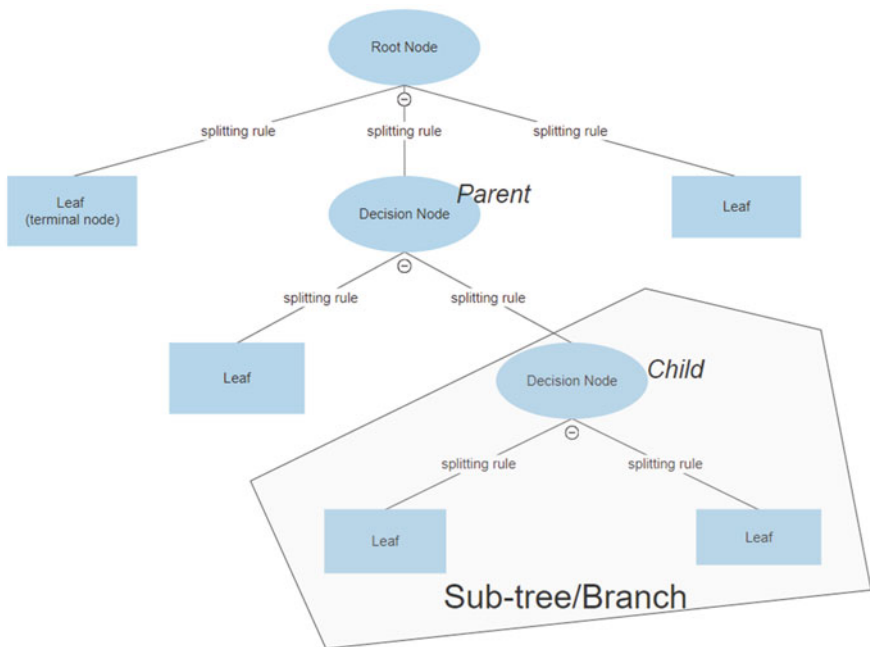 Root Node
splitting rule
splitting rule
splitting rule
Leaf
(terminal node)
Parent
Decision Node
Leaf
splitting rule
splitting rule
Leaf
Decision Node
Child
splitting rule
splitting rule
Leaf
Leaf
Sub-tree/Branch